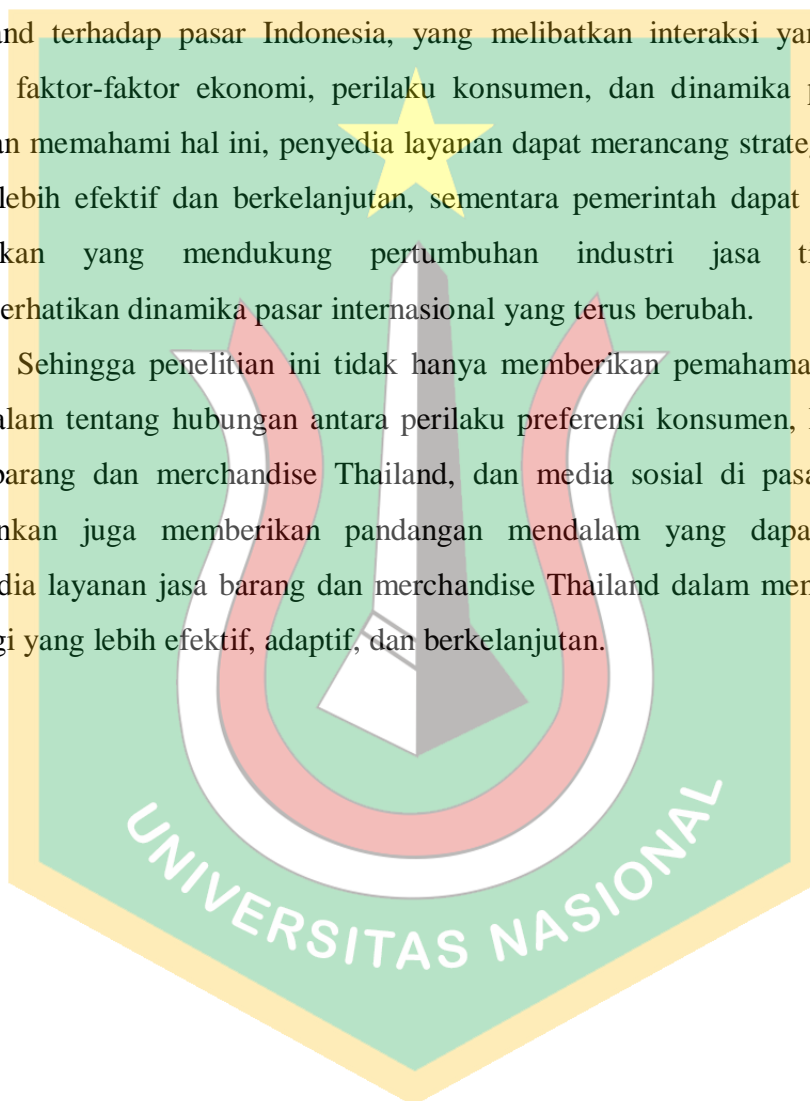 and terhadap pasar Indonesia, yang melibatkan interaksi yan
faktor-faktor ekonomi, perilaku konsumen, dan dinamika p
an memahami hal ini, penyedia layanan dapat merancang strateg
lebih efektif dan berkelanjutan, sementara pemerintah dapat
kan yang mendukung pertumbuhan industri jasa ti
erhatikan dinamika pasar internasional yang terus berubah.
Sehingga penelitian ini tidak hanya memberikan pemahama
alam tentang hubungan antara perilaku preferensi konsumen,
barang dan merchandise Thailand, dan media sosial di pasa
nkan juga memberikan pandangan mendalam yang dapa
dia layanan jasa barang dan merchandise Thailand dalam men
gi yang lebih efektif, adaptif, dan berkelanjutan.
UNIVERSITAS NASIONAL